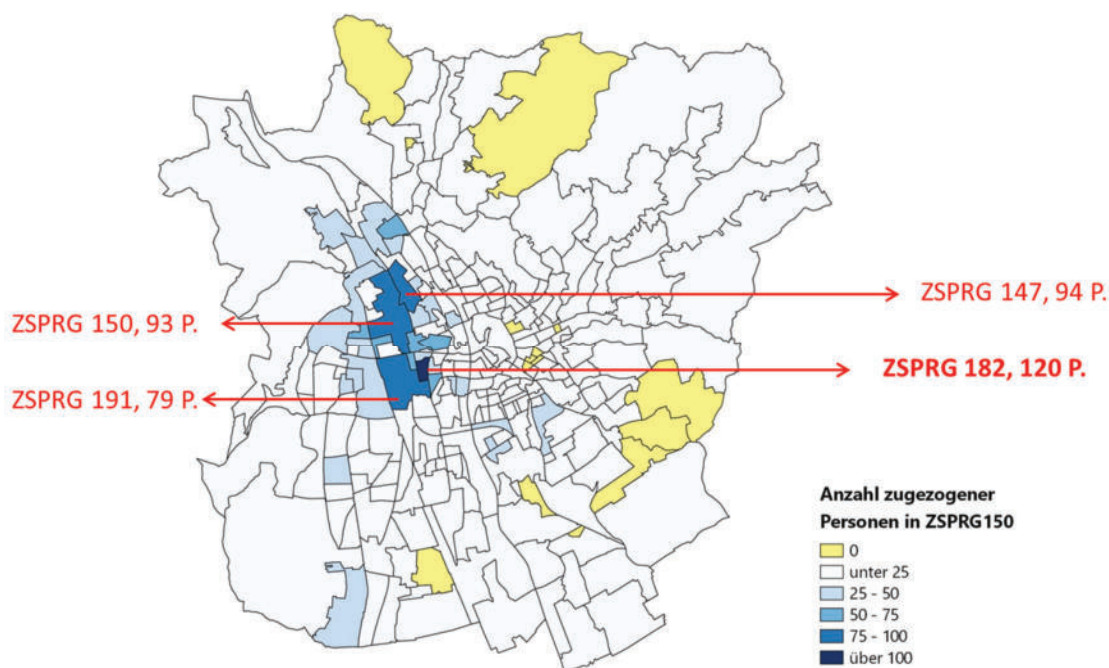 ZSPRG 147, 94 P.
ZSPRG 150, 93 P.
ZSPRG 182, 120 P.
ZSPRG 191, 79 P.
Anzahl zugezogener
Personen in ZSPRG150
0
unter 25
25 - 50
50 - 75
75 - 100
über 100